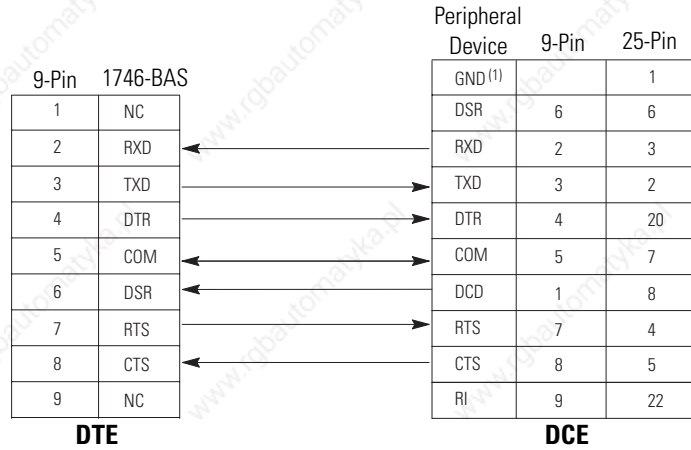 Peripheral
Device 9-Pin 25-Pin
9-Pin 1746-BAS
GND (1) 1
1 NC DSR 6 6
2 RXD RXD 2 3
3 TXD TXD 3 2
4 DTR DTR 4 20
5 COM COM 5 7
6 DSR DCD 1 8
7 RTS RTS 7 4
8 CTS CTS 8 5
9 NC RI 9 22
DTE DCE
www.rgbautomatyka.pl